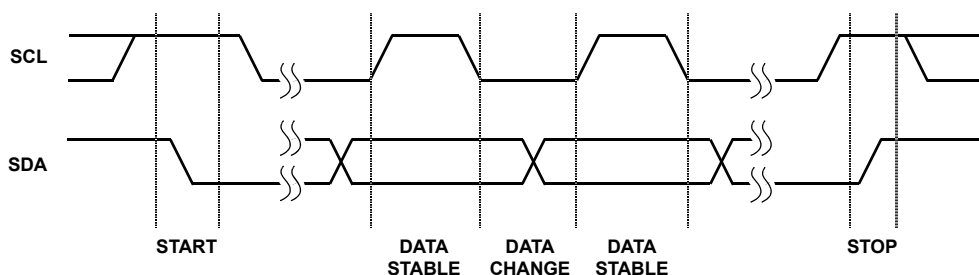 SCL
SDA
START
DATA
STABLE
DATA
CHANGE
DATA
STABLE
STOP